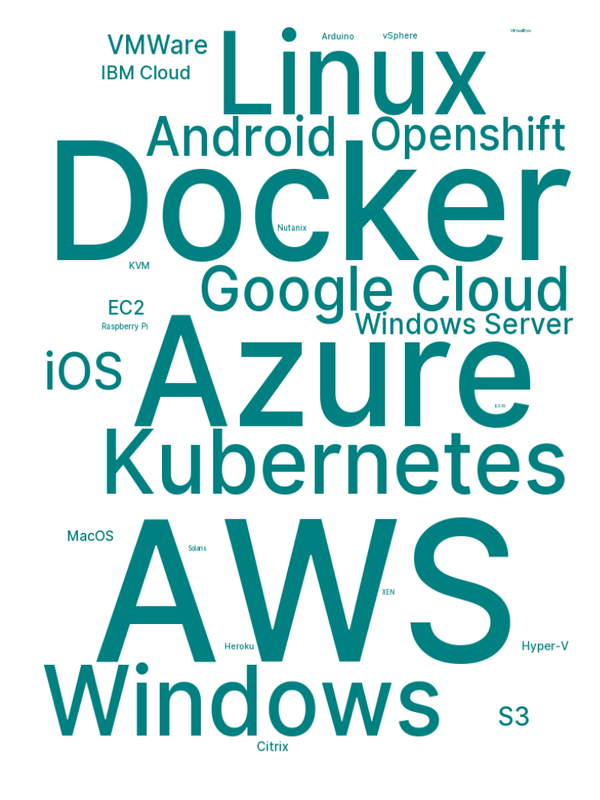 Arduino
vSphere
VirtualBox
VMWare
Linux
IBM Cloud
Android
Openshift
Docker
Nutanix
KVM
Google Cloud
EC2
Windows Server
Raspberry Pi
iOS
Azure
Kubernetes
AWS
MacOS
Solaris
XEN
Heroku
Hyper-V
Windows
S3
Citrix